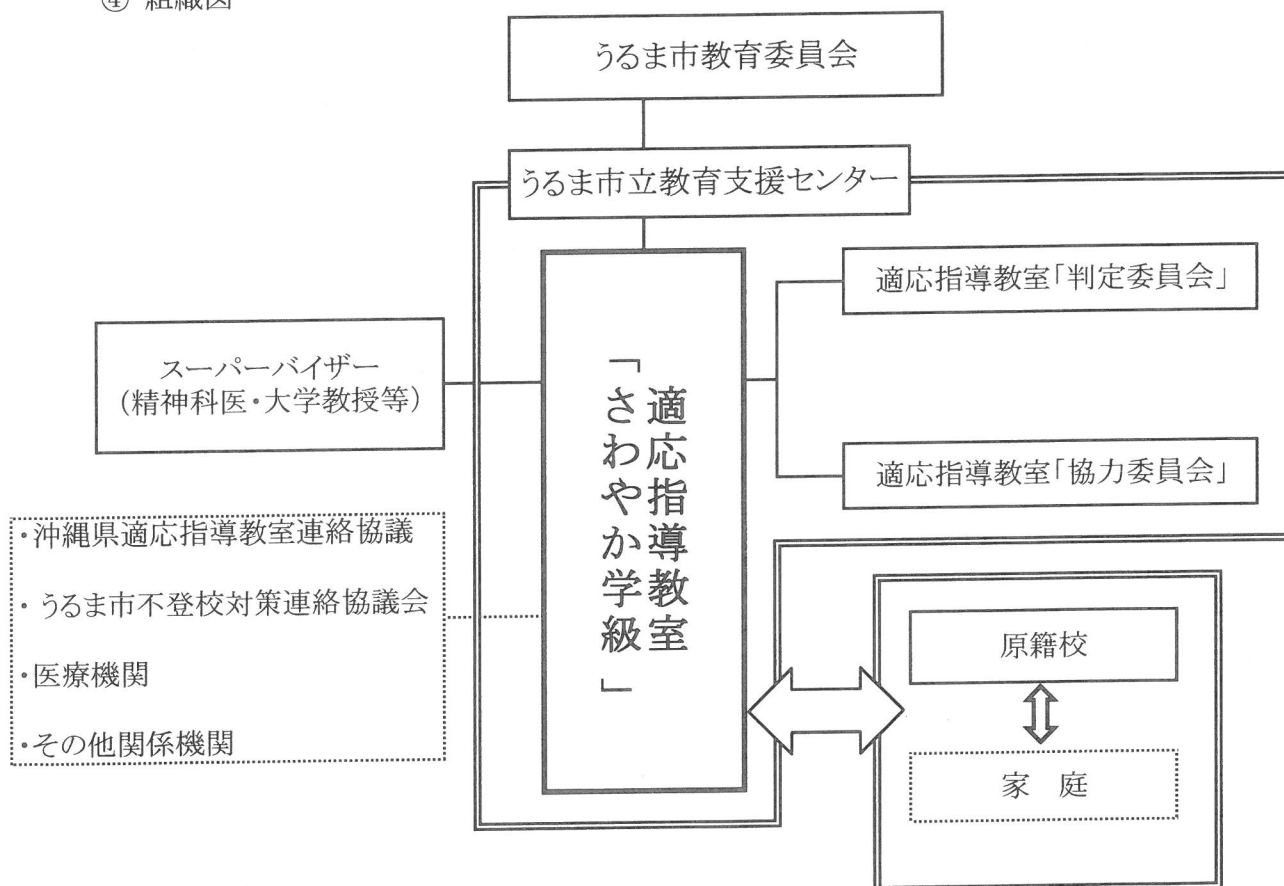 ④ 組織図
うるま市教育委員会
うるま市立教育支援センター
適応指導教室「判定委員会」
スーパーバイザー
(精神科医・大学教授等)
適応指導教室
「さわやか学級」
適応指導教室「協力委員会」
・沖縄県適応指導教室連絡協議
・うるま市不登校対策連絡協議会
・医療機関
・その他関係機関
原籍校
家 庭